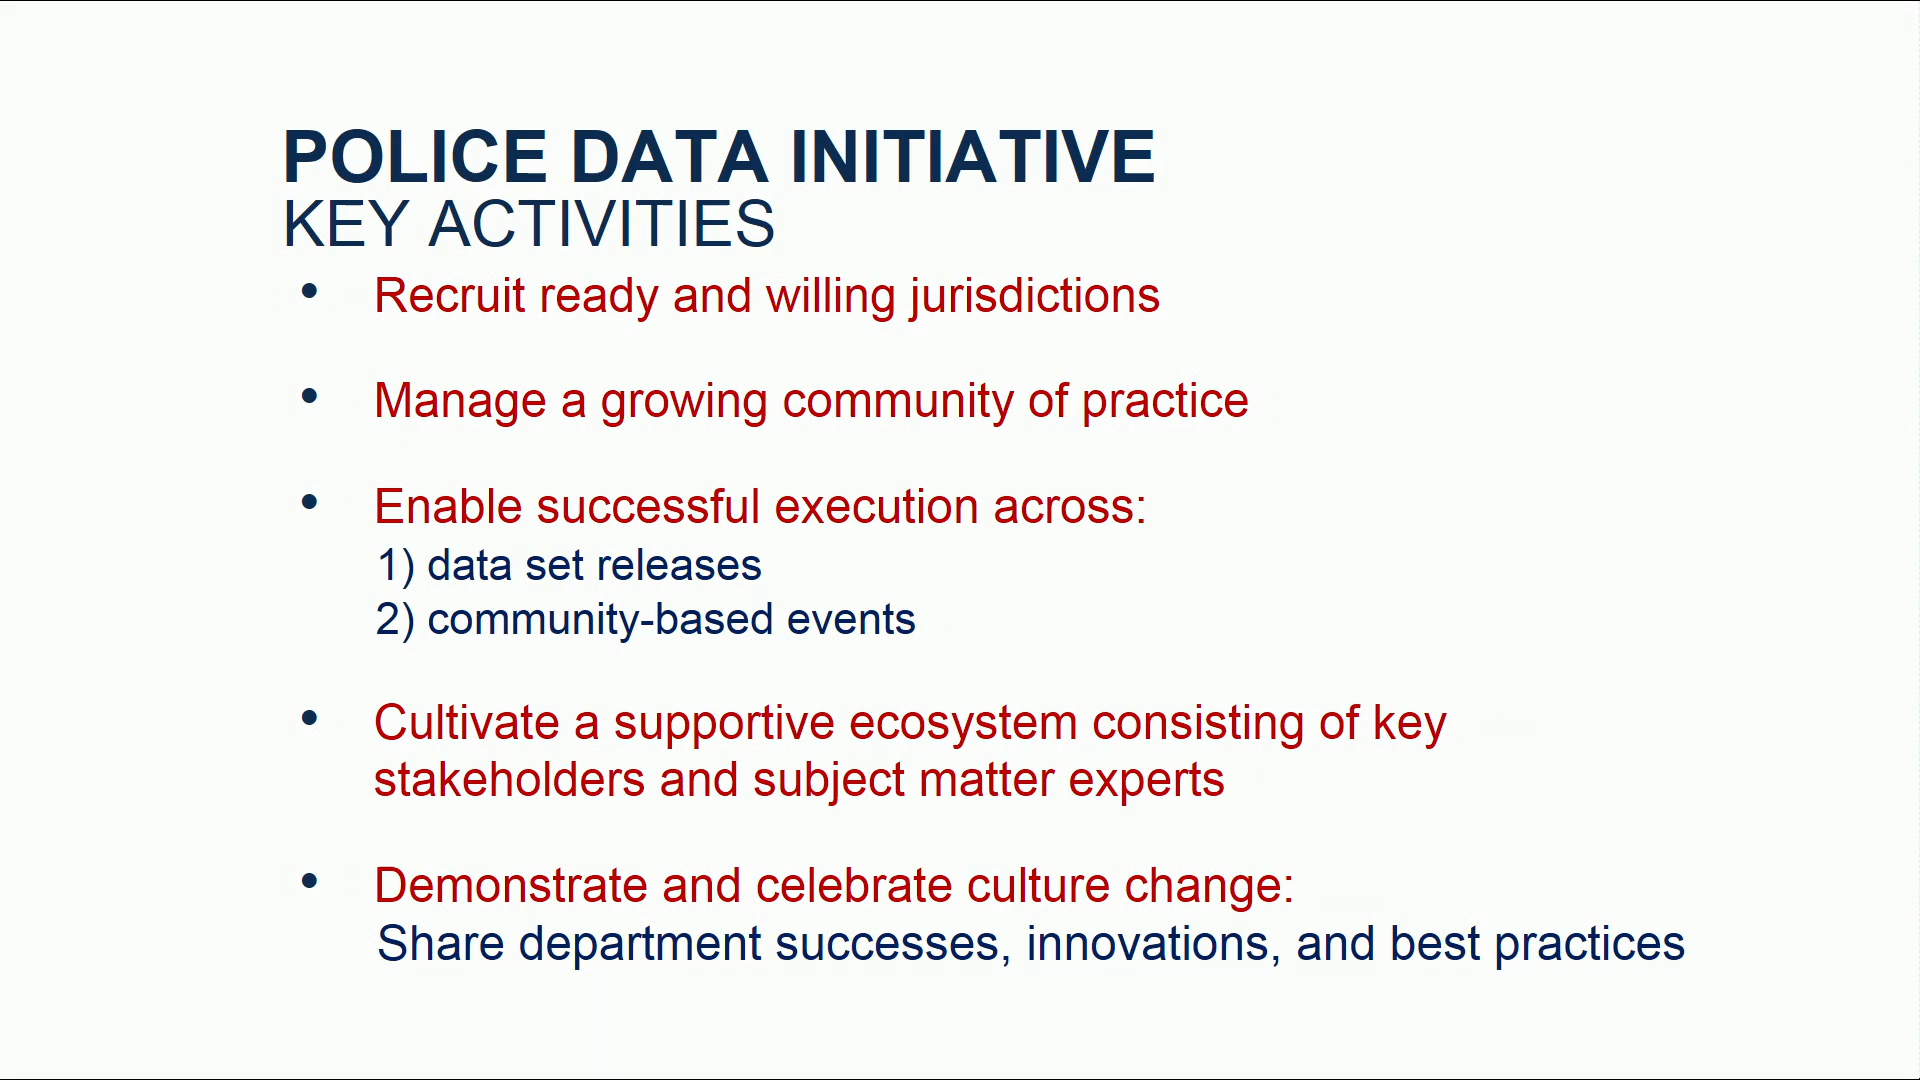 POLICE DATA INITIATIVE
KEY ACTIVITIES
• Recruit ready and willing jurisdictions
• Manage a growing community of practice
• Enable successful execution across:
1) data set releases
2) community-based events
• Cultivate a supportive ecosystem consisting of key
stakeholders and subject matter experts
• Demonstrate and celebrate culture change:
Share department successes, innovations, and best practices